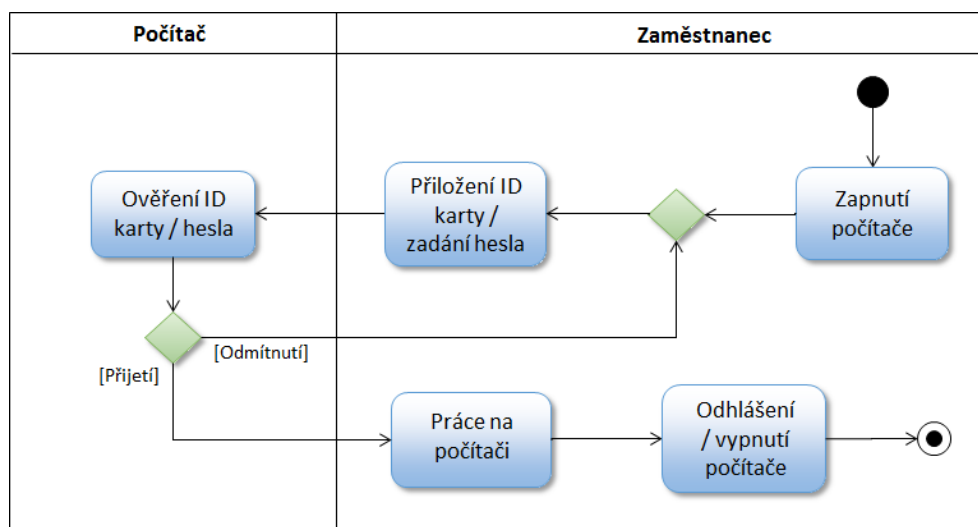 Počítač
Zaměstnanec
Ověření ID
karty / hesla
Přiložení ID
karty /
zadání hesla
Zapnutí
počítače
[Odmítnutí]
[Přijetí]
Práce na
počítači
Odhlášení
/ vypnutí
počítače